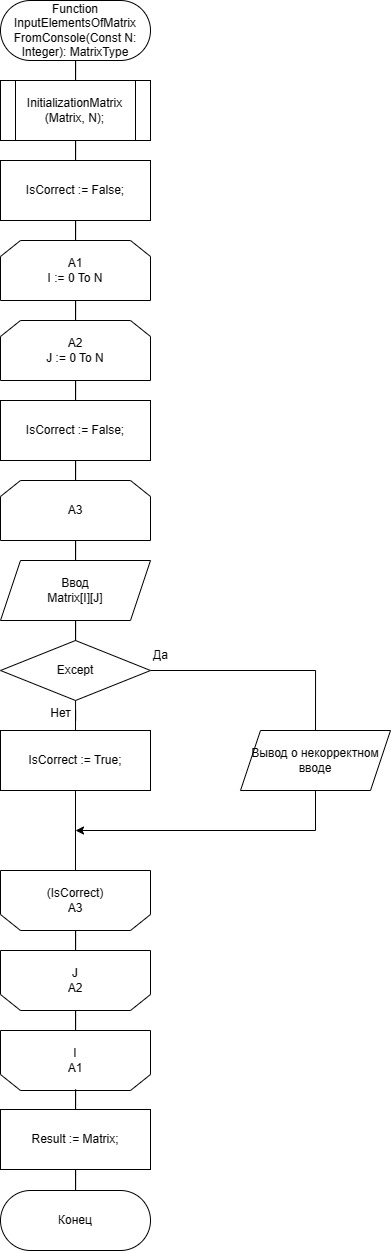 Function
InputElementsOfMatrix
FromConsole(Const N:
Integer): MatrixType
InitializationMatrix
(Matrix, N);
IsCorrect := False;
A1
I := 0 To N
A2
J := 0 To N
IsCorrect := False;
A3
Ввод
Matrix[I][J]
Except
Да
Нет
IsCorrect := True;
Вывод о некорректном
вводе
(IsCorrect)
A3
J
A2
I
A1
Result := Matrix;
Конец